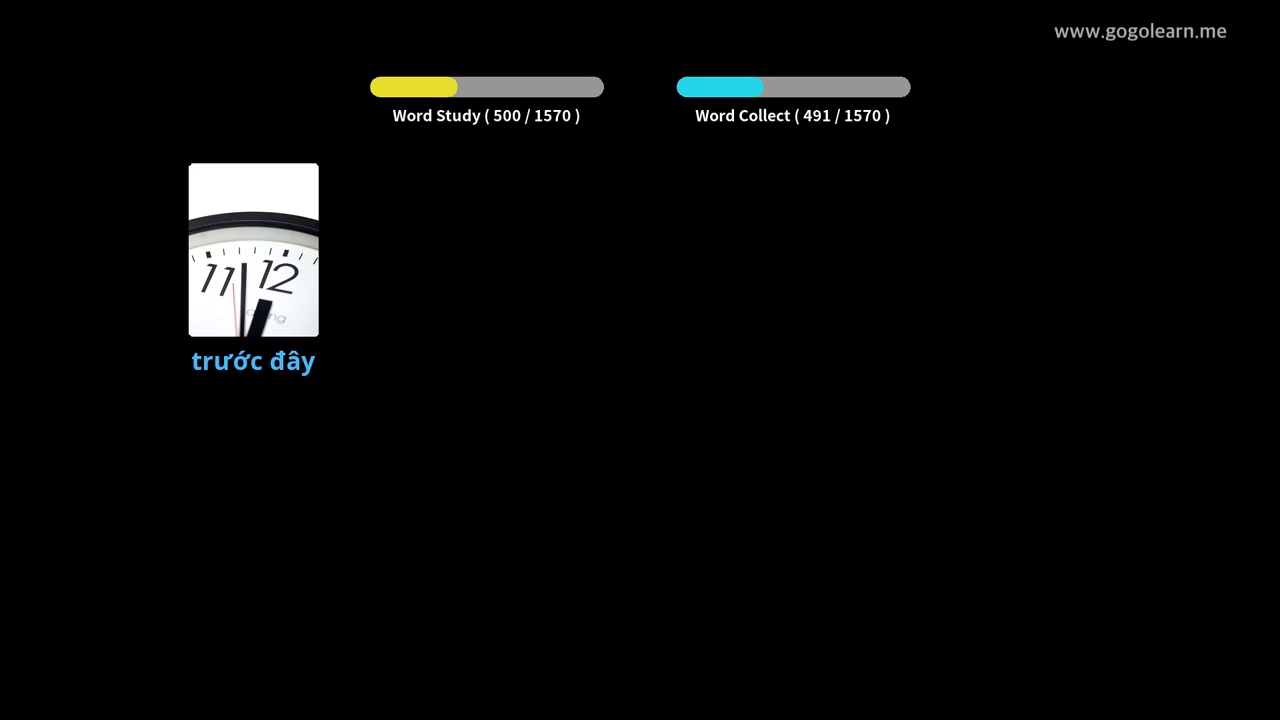 www.gogolearn.me
Word Study ( 500 / 1570 )
Word Collect ( 491 / 1570 )
11 12
trước đây